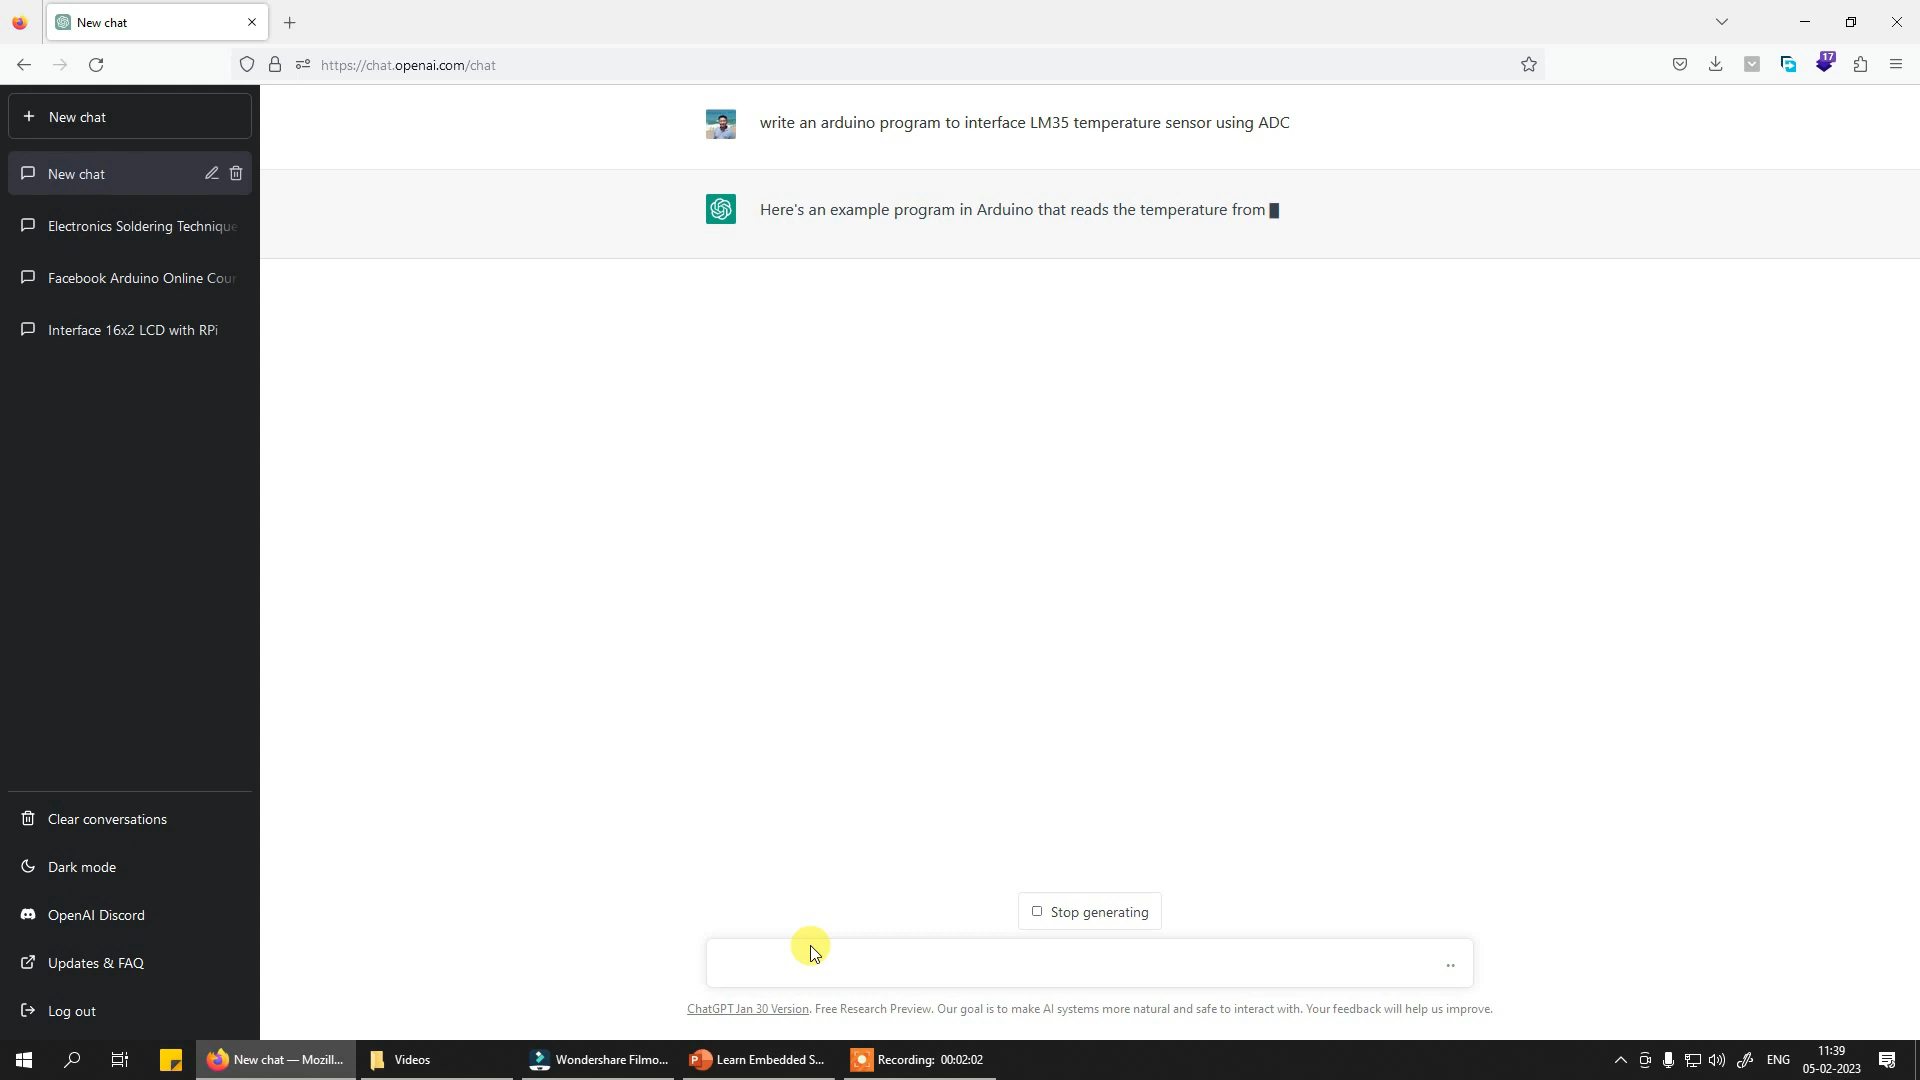 New chat
https://chat.openai.com/chat
17
New chat
New chat
Electronics Soldering Technique
Facebook Arduino Online Cour
Interface 16x2 LCD with RPi
write an arduino program to interface LM35 temperature sensor using ADC
Here's an example program in Arduino that reads the temperature from
Clear conversations
Dark mode
OpenAI Discord
Updates & FAQ
Log out
Stop generating
ChatGPT Jan 30 Version. Free Research Preview. Our goal is to make AI systems more natural and safe to interact with. Your feedback will help us improve.
New chat — Mozill...
Videos
Wondershare Filmo...
Learn Embedded S...
Recording: 00:02:02
ENG
11:39
05-02-2023